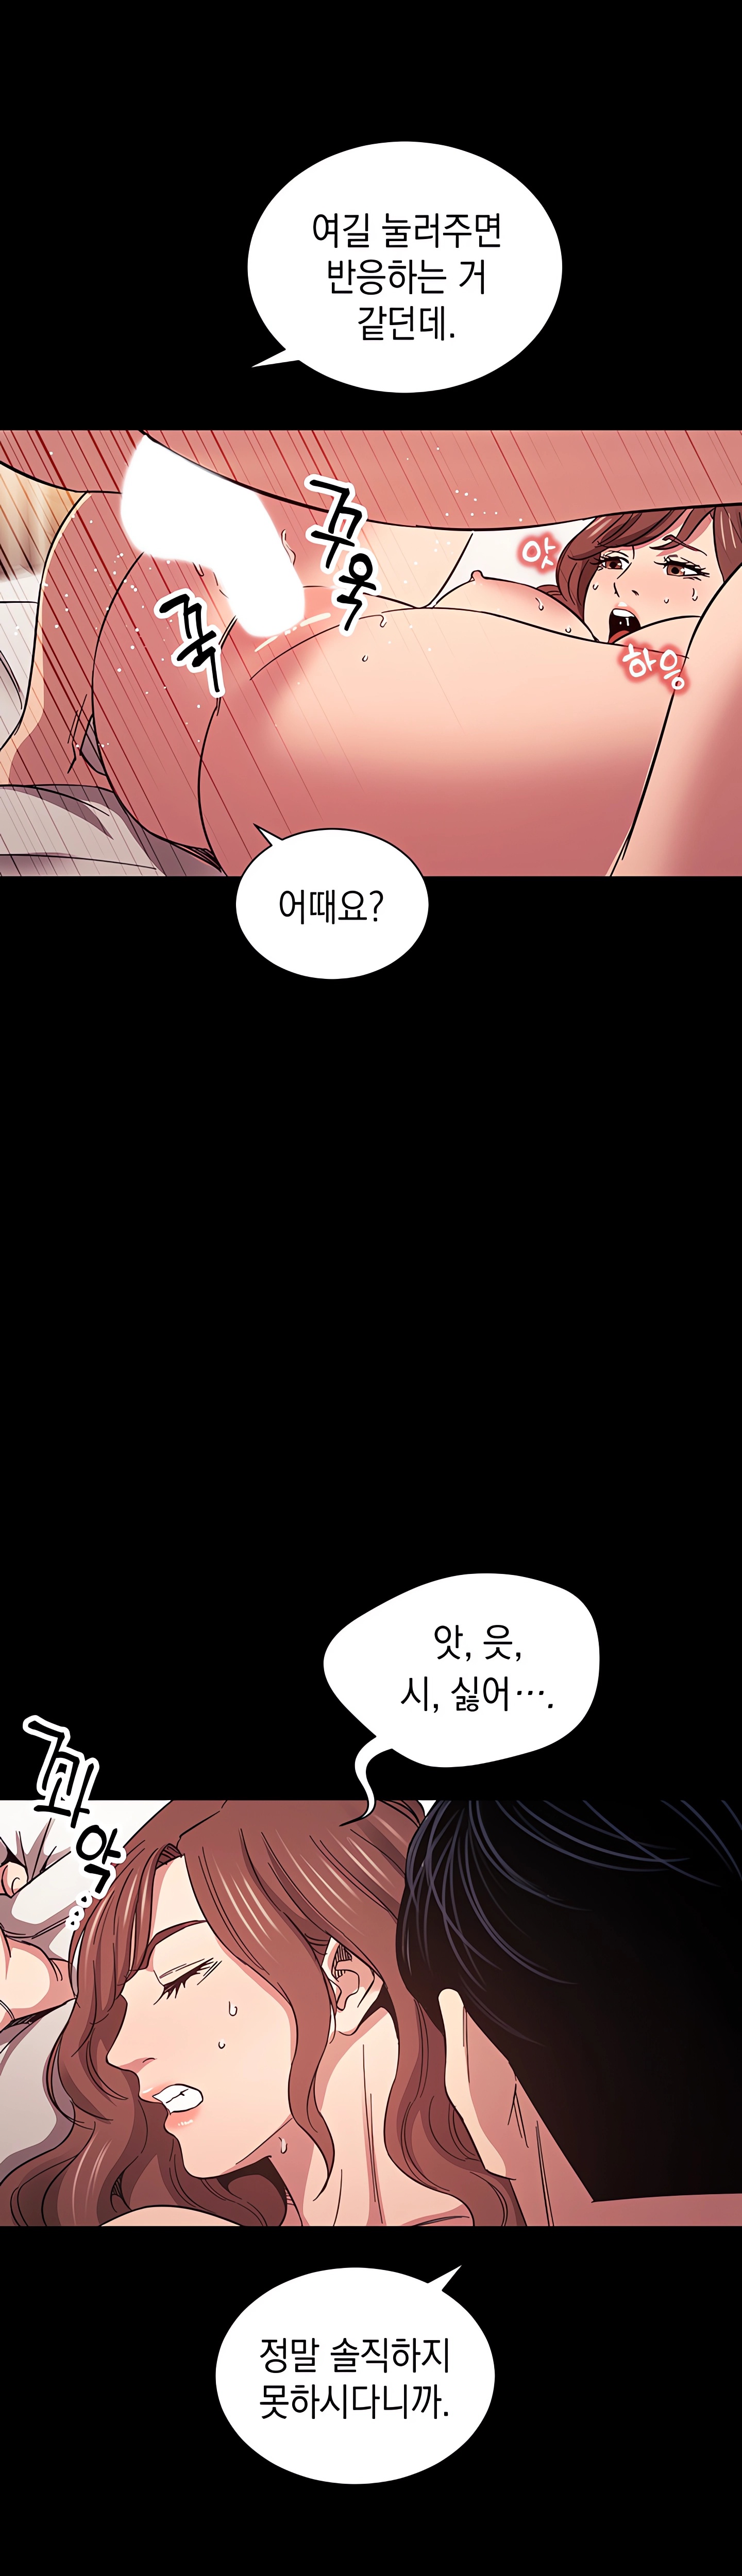 여길 눌러주면
반응하는 거
같던데.
꾸욱
앗
꾹
하응
어때요?
앗, 읏,
시, 싫어….
꽈악…
정말 솔직하지
못하시다니까.